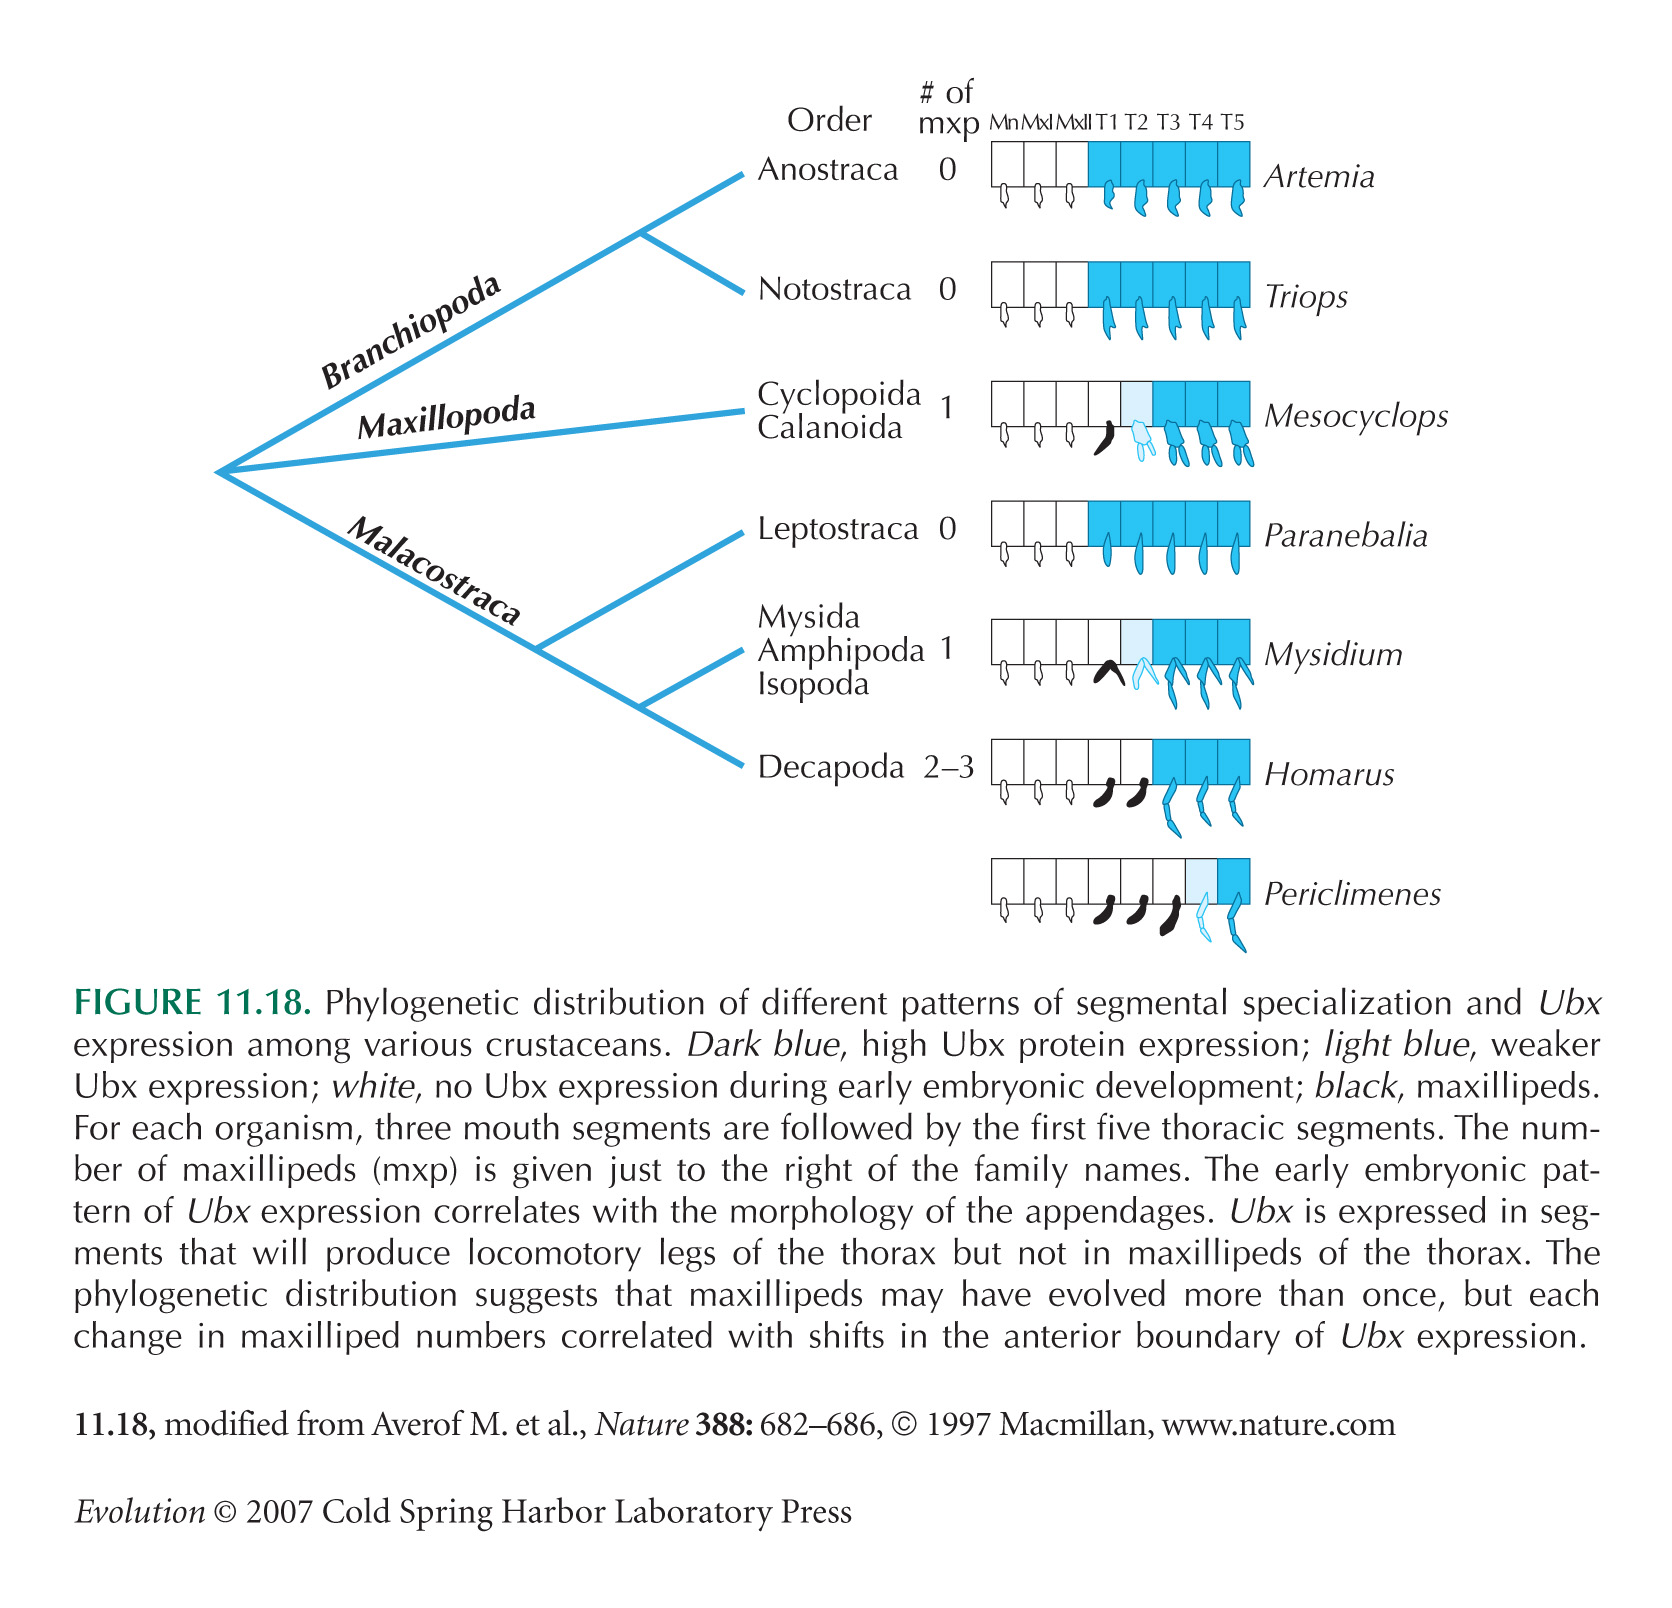 # of
Order mxp Mn MxI MxII T1 T2 T3 T4 T5
Anostraca 0 Artemia
Notostraca 0 Triops
Branchiopoda
Cyclopoida
Calanoida 1 Mesocyclops
Maxillopoda
Leptostraca 0 Paranebalia
Malacostraca
Mysida
Amphipoda 1 Mysidium
Isopoda
Decapoda 2–3 Homarus
Periclimenes
FIGURE 11.18. Phylogenetic distribution of different patterns of segmental specialization and Ubx
expression among various crustaceans. Dark blue, high Ubx protein expression; light blue, weaker
Ubx expression; white, no Ubx expression during early embryonic development; black, maxillipeds.
For each organism, three mouth segments are followed by the first five thoracic segments. The num-
ber of maxillipeds (mxp) is given just to the right of the family names. The early embryonic pat-
tern of Ubx expression correlates with the morphology of the appendages. Ubx is expressed in seg-
ments that will produce locomotory legs of the thorax but not in maxillipeds of the thorax. The
phylogenetic distribution suggests that maxillipeds may have evolved more than once, but each
change in maxilliped numbers correlated with shifts in the anterior boundary of Ubx expression.
11.18, modified from Averof M. et al., Nature 388: 682–686, © 1997 Macmillan, www.nature.com
Evolution © 2007 Cold Spring Harbor Laboratory Press